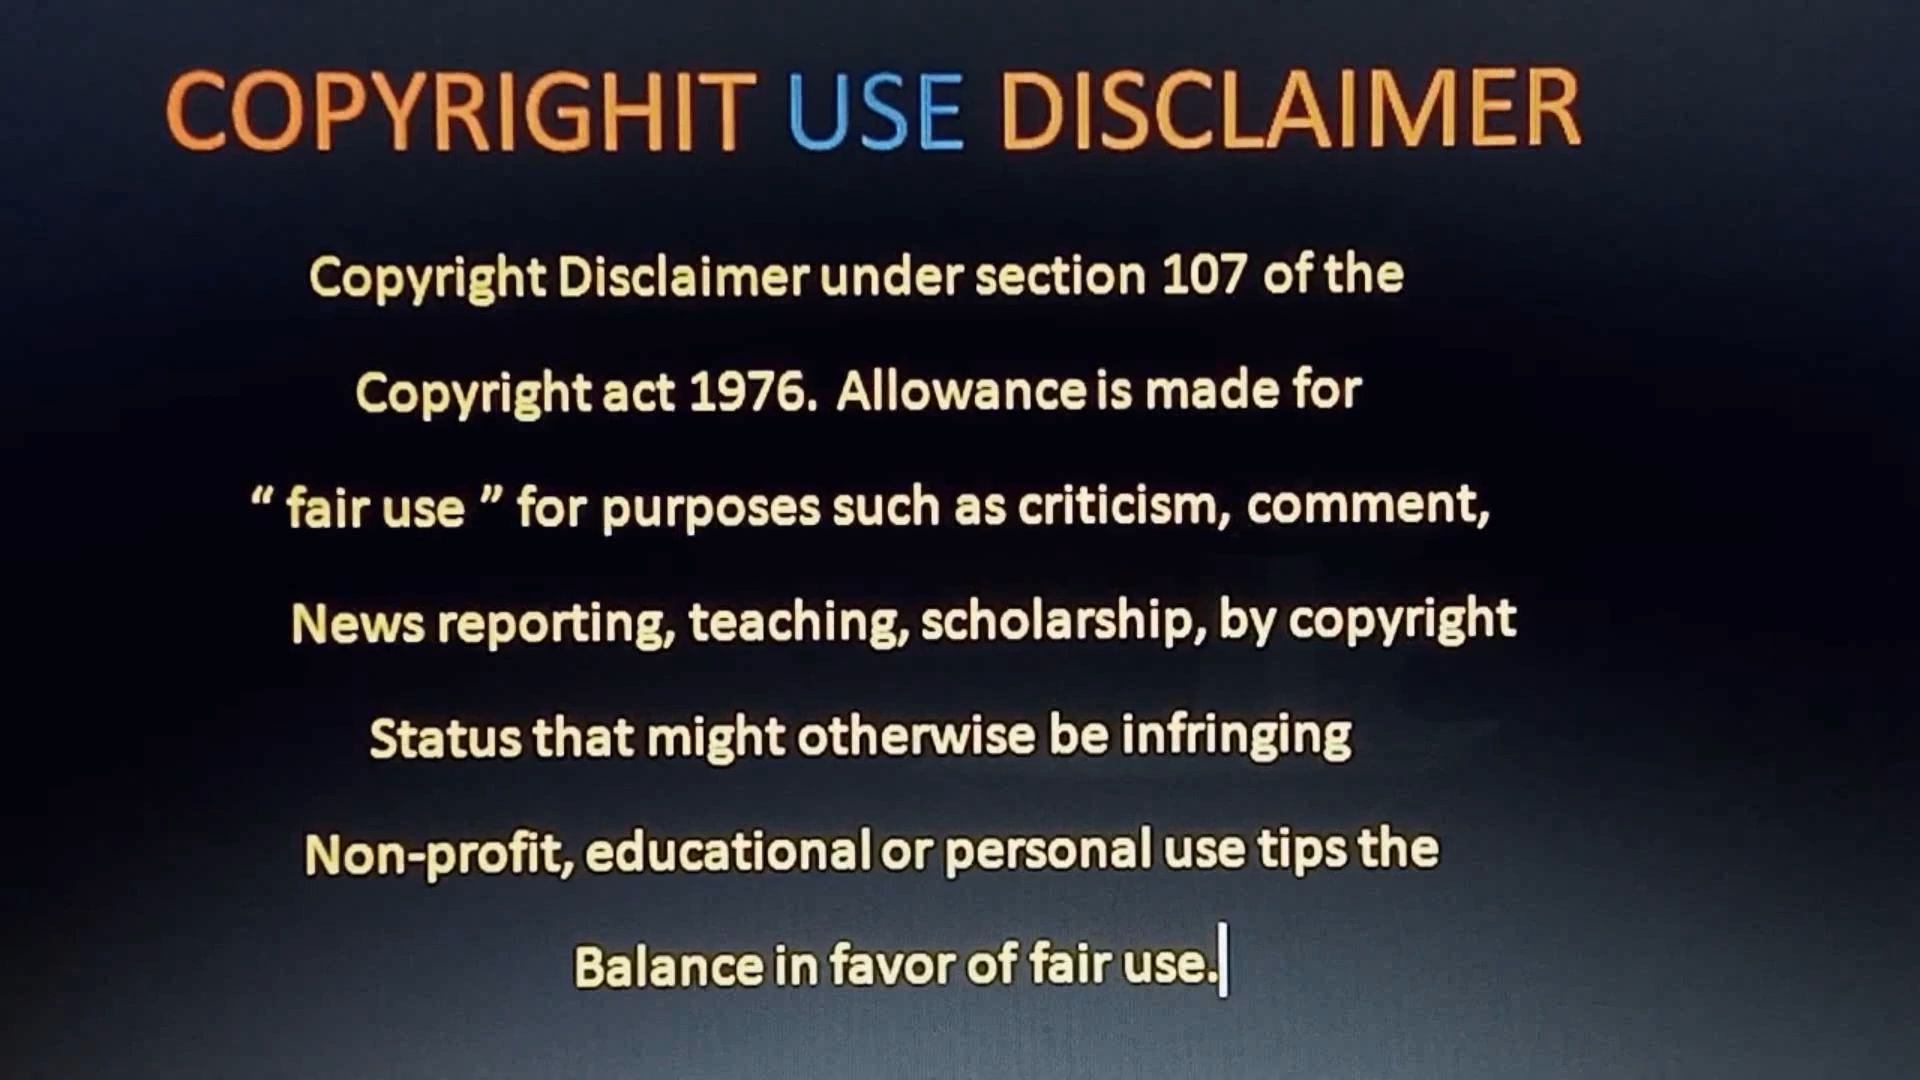 COPYRIGHIT USE DISCLAIMER
Copyright Disclaimer under section 107 of the
Copyright act 1976. Allowance is made for
“ fair use ” for purposes such as criticism, comment,
News reporting, teaching, scholarship, by copyright
Status that might otherwise be infringing
Non-profit, educational or personal use tips the
Balance in favor of fair use.